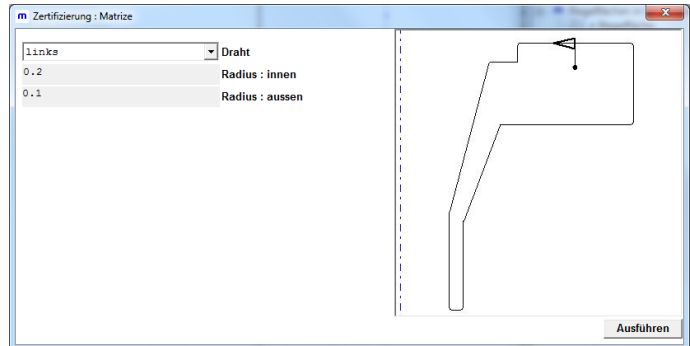 m Zertifizierung : Matrize
links Draht
0.2 Radius : innen
0.1 Radius : aussen
Ausführen